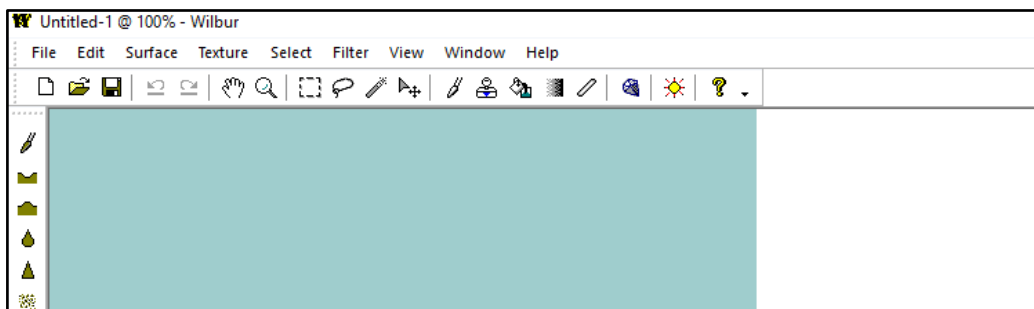 Untitled-1 @ 100% - Wilbur
File Edit Surface Texture Select Filter View Window Help